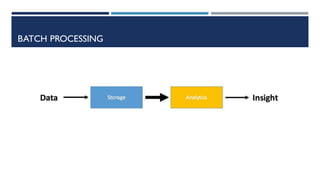 BATCH PROCESSING
Data
Storage
Analytics
Insight